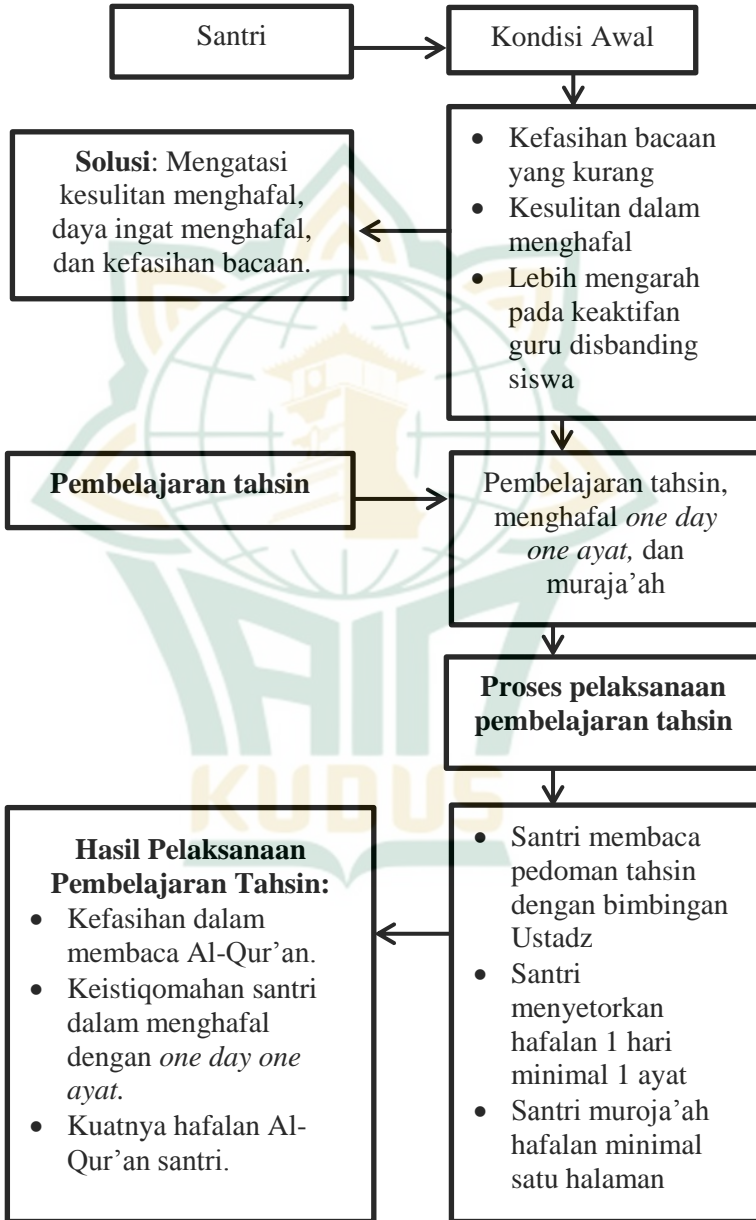 Santri
Kondisi Awal
• Kefasihan bacaan
yang kurang
• Kesulitan dalam
menghafal
• Lebih mengarah
pada keaktifan
guru disbanding
siswa
Solusi: Mengatasi
kesulitan menghafal,
daya ingat menghafal,
dan kefasihan bacaan.
Pembelajaran tahsin
Pembelajaran tahsin,
menghafal one day
one ayat, dan
muraja’ah
Proses pelaksanaan
pembelajaran tahsin
• Santri membaca
pedoman tahsin
dengan bimbingan
Ustadz
• Santri
menyetorkan
hafalan 1 hari
minimal 1 ayat
• Santri muroja’ah
hafalan minimal
satu halaman
Hasil Pelaksanaan
Pembelajaran Tahsin:
• Kefasihan dalam
membaca Al-Qur’an.
• Keistiqomahan santri
dalam menghafal
dengan one day one
ayat.
• Kuatnya hafalan Al-
Qur’an santri.
IAIN
KUDUS